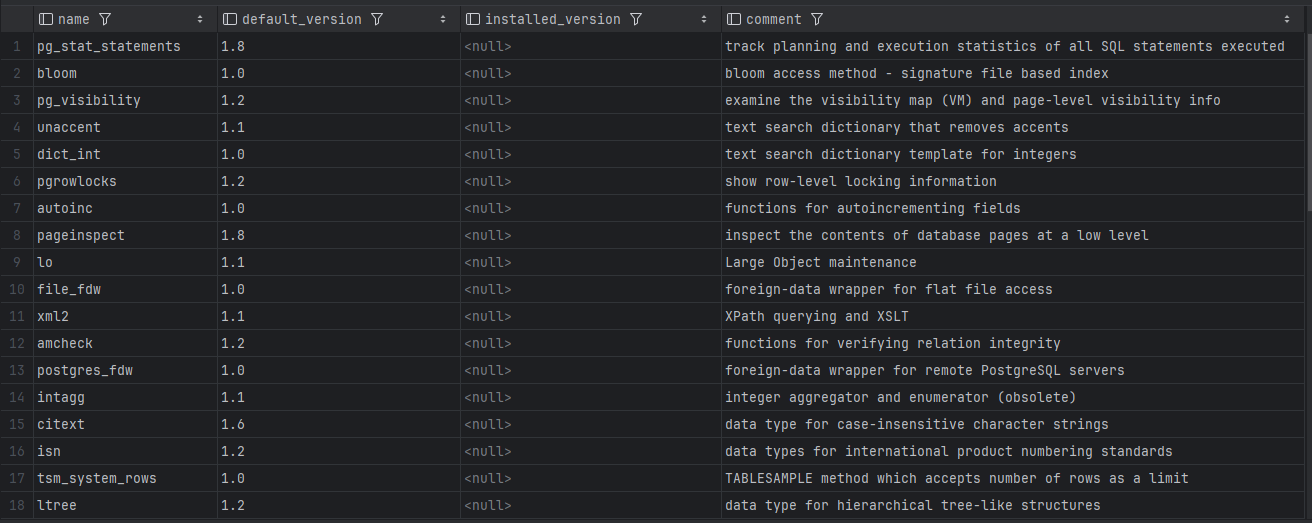 name default_version installed_version comment
1 pg_stat_statements 1.8 <null> track planning and execution statistics of all SQL statements executed
2 bloom 1.0 <null> bloom access method - signature file based index
3 pg_visibility 1.2 <null> examine the visibility map (VM) and page-level visibility info
4 unaccent 1.1 <null> text search dictionary that removes accents
5 dict_int 1.0 <null> text search dictionary template for integers
6 pgrowlocks 1.2 <null> show row-level locking information
7 autoinc 1.0 <null> functions for autoincrementing fields
8 pageinspect 1.8 <null> inspect the contents of database pages at a low level
9 lo 1.1 <null> Large Object maintenance
10 file_fdw 1.0 <null> foreign-data wrapper for flat file access
11 xml2 1.1 <null> XPath querying and XSLT
12 amcheck 1.2 <null> functions for verifying relation integrity
13 postgres_fdw 1.0 <null> foreign-data wrapper for remote PostgreSQL servers
14 intagg 1.1 <null> integer aggregator and enumerator (obsolete)
15 citext 1.6 <null> data type for case-insensitive character strings
16 isn 1.2 <null> data types for international product numbering standards
17 tsm_system_rows 1.0 <null> TABLESAMPLE method which accepts number of rows as a limit
18 ltree 1.2 <null> data type for hierarchical tree-like structures